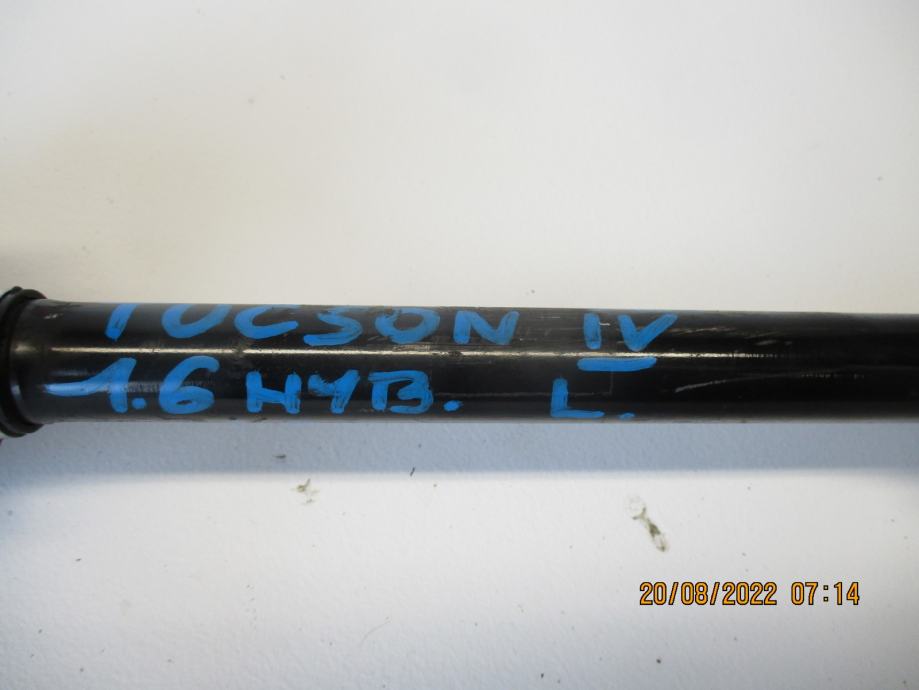 TUCSON IV
1.6 HYB. L.
20/08/2022 07:14